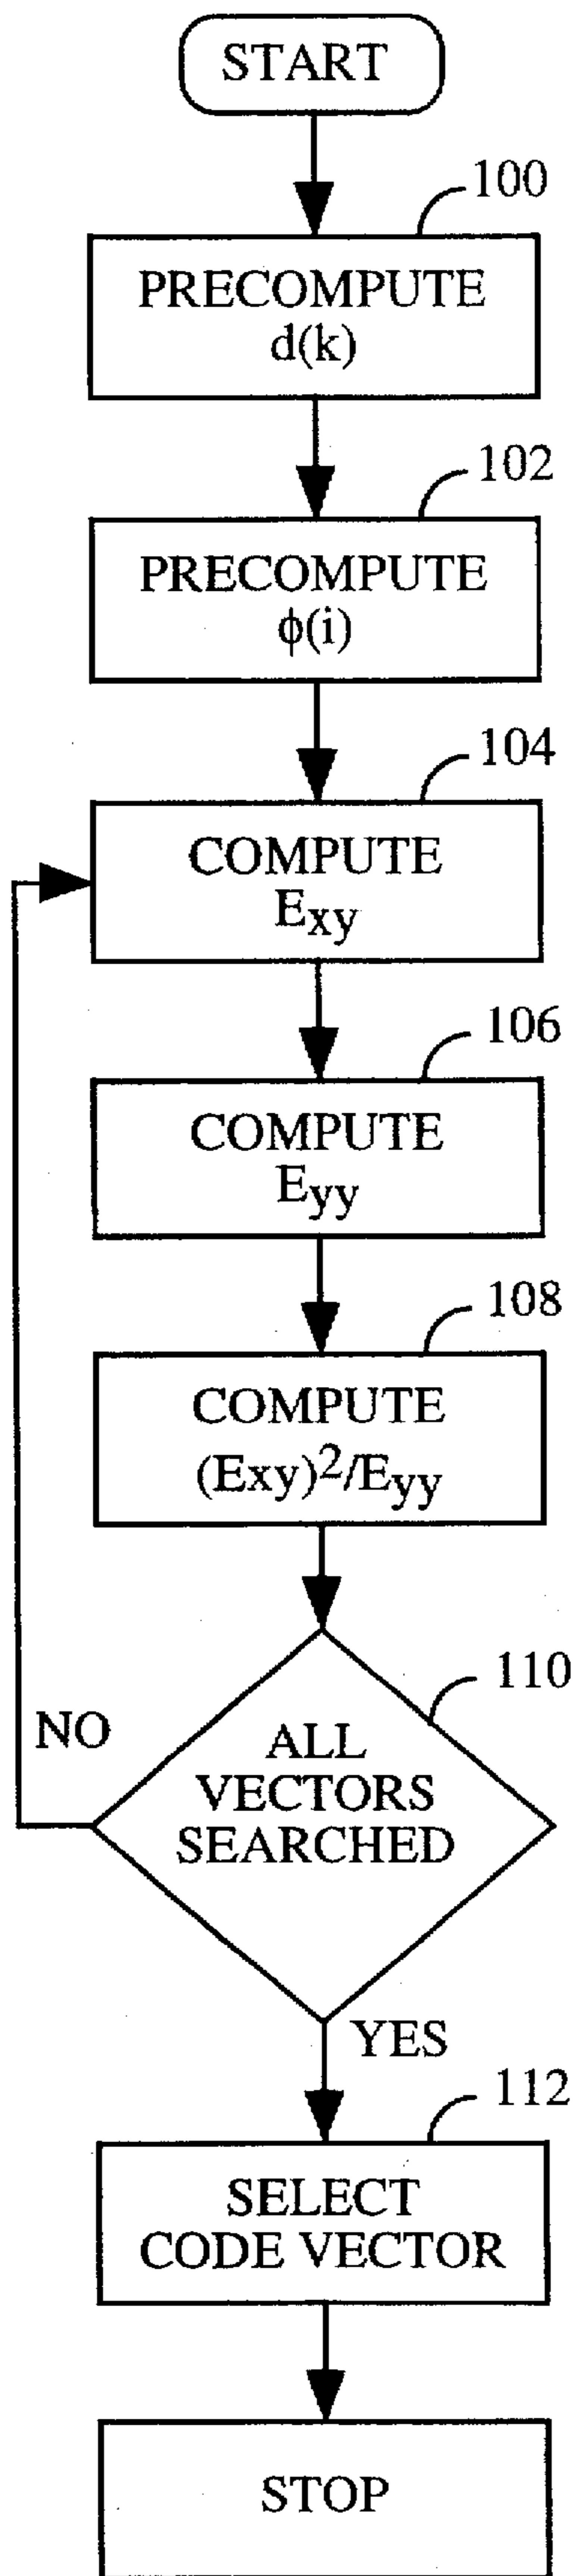 START
100
PRECOMPUTE
d(k)
102
PRECOMPUTE
ϕ(i)
104
COMPUTE
Exy
106
COMPUTE
Eyy
108
COMPUTE
(Exy)²/Eyy
110
NO
ALL
VECTORS
SEARCHED
YES
112
SELECT
CODE VECTOR
STOP